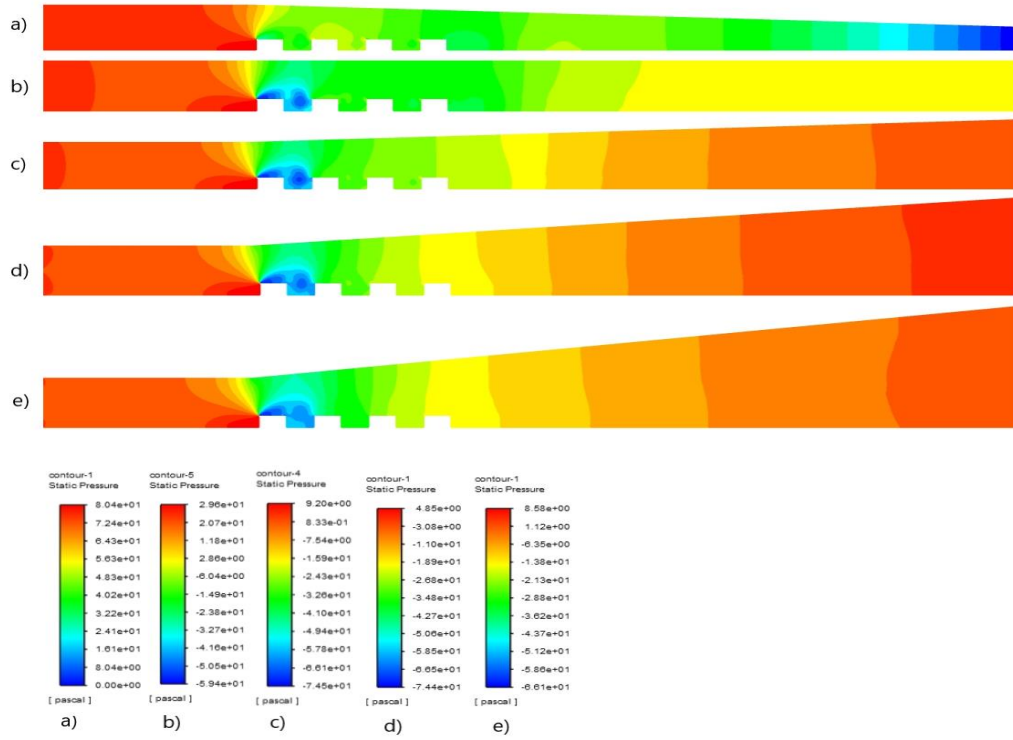 a)
b)
c)
d)
e)
contour-1
Static Pressure
8.04e+01
7.24e+01
6.43e+01
5.63e+01
4.83e+01
4.02e+01
3.22e+01
2.41e+01
1.61e+01
8.04e+00
0.00e+00
[ pascal ]
a)
contour-5
Static Pressure
2.96e+01
2.07e+01
1.18e+01
2.86e+00
-6.04e+00
-1.49e+01
-2.38e+01
-3.27e+01
-4.16e+01
-5.05e+01
-5.94e+01
[ pascal ]
b)
contour-4
Static Pressure
9.20e+00
8.33e-01
-7.54e+00
-1.59e+01
-2.43e+01
-3.26e+01
-4.10e+01
-4.94e+01
-5.78e+01
-6.61e+01
-7.45e+01
[ pascal ]
c)
contour-1
Static Pressure
4.85e+00
-3.08e+00
-1.10e+01
-1.89e+01
-2.68e+01
-3.48e+01
-4.27e+01
-5.06e+01
-5.85e+01
-6.65e+01
-7.44e+01
[ pascal ]
d)
contour-1
Static Pressure
8.58e+00
1.12e+00
-6.35e+00
-1.38e+01
-2.13e+01
-2.88e+01
-3.62e+01
-4.37e+01
-5.12e+01
-5.86e+01
-6.61e+01
[ pascal ]
e)